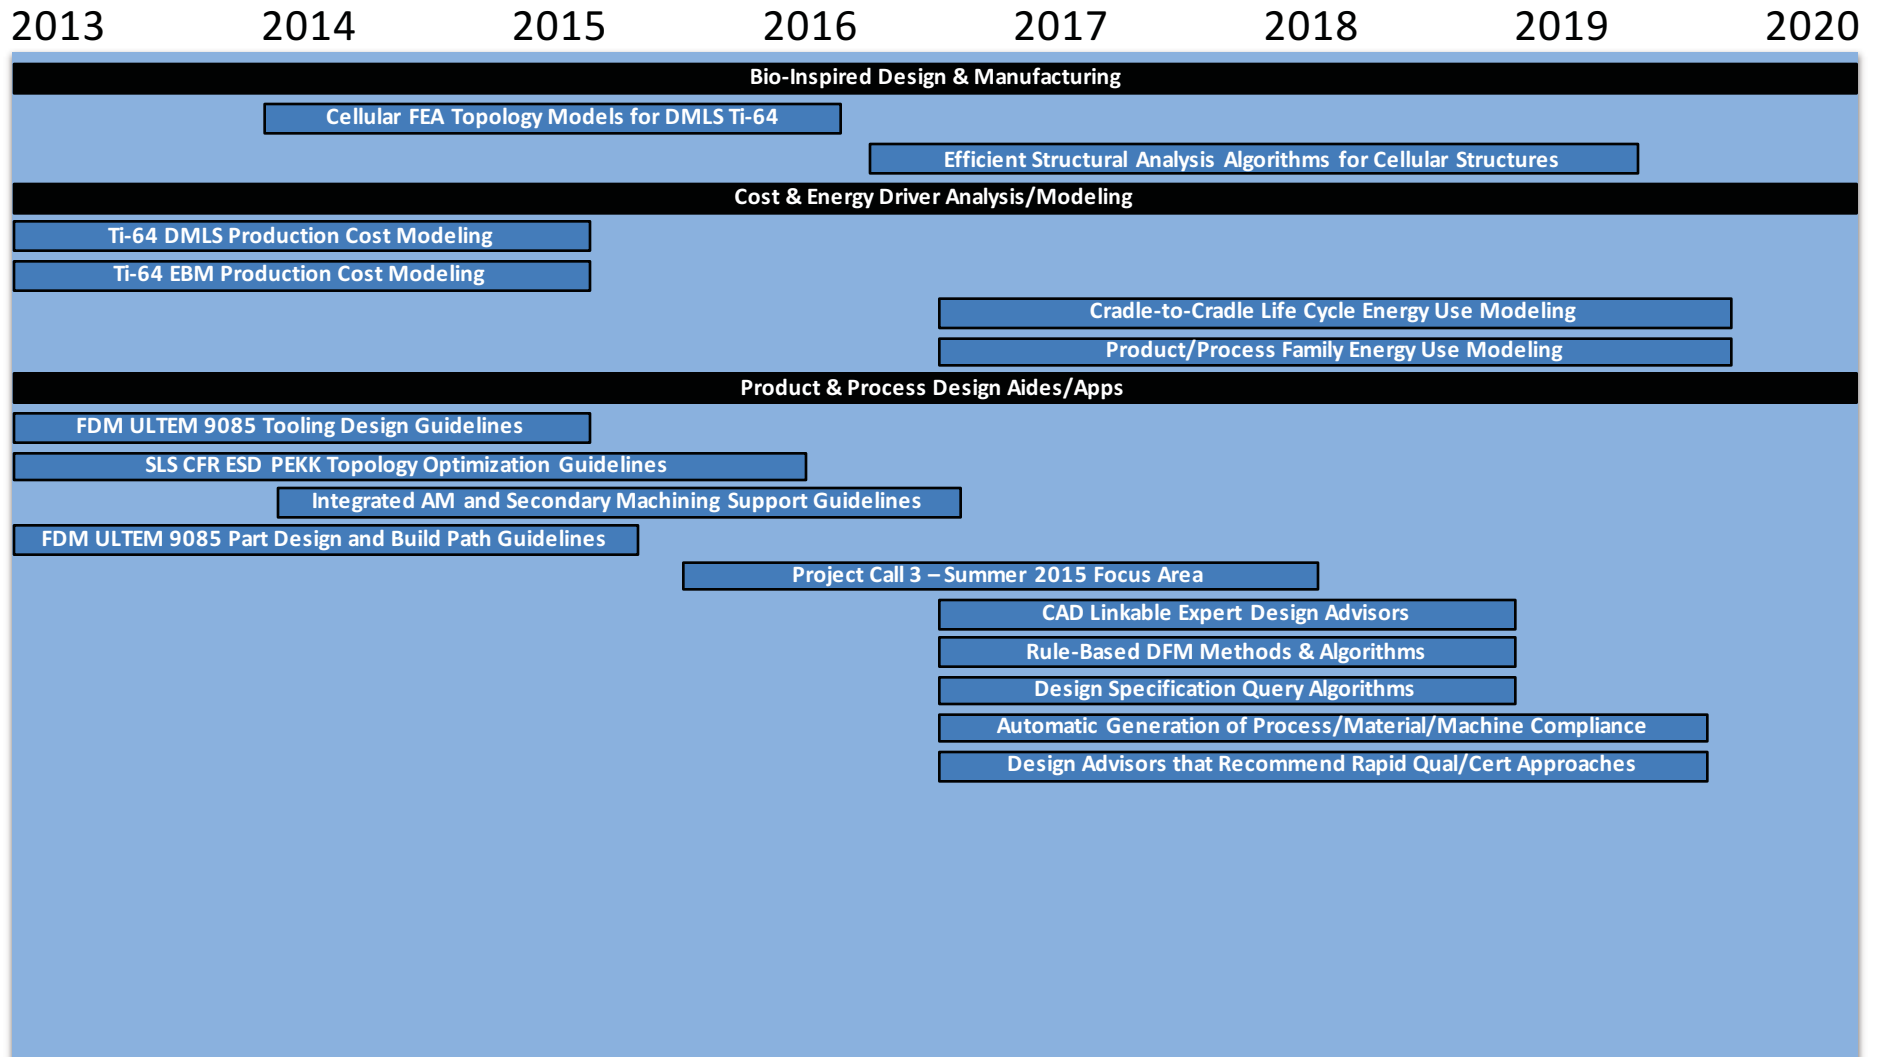 2013 2014 2015 2016 2017 2018 2019 2020
Bio-Inspired Design & Manufacturing
Cellular FEA Topology Models for DMLS Ti-64
Efficient Structural Analysis Algorithms for Cellular Structures
Cost & Energy Driver Analysis/Modeling
Ti-64 DMLS Production Cost Modeling
Ti-64 EBM Production Cost Modeling
Cradle-to-Cradle Life Cycle Energy Use Modeling
Product/Process Family Energy Use Modeling
Product & Process Design Aides/Apps
FDM ULTEM 9085 Tooling Design Guidelines
SLS CFR ESD PEKK Topology Optimization Guidelines
Integrated AM and Secondary Machining Support Guidelines
FDM ULTEM 9085 Part Design and Build Path Guidelines
Project Call 3 – Summer 2015 Focus Area
CAD Linkable Expert Design Advisors
Rule-Based DFM Methods & Algorithms
Design Specification Query Algorithms
Automatic Generation of Process/Material/Machine Compliance
Design Advisors that Recommend Rapid Qual/Cert Approaches